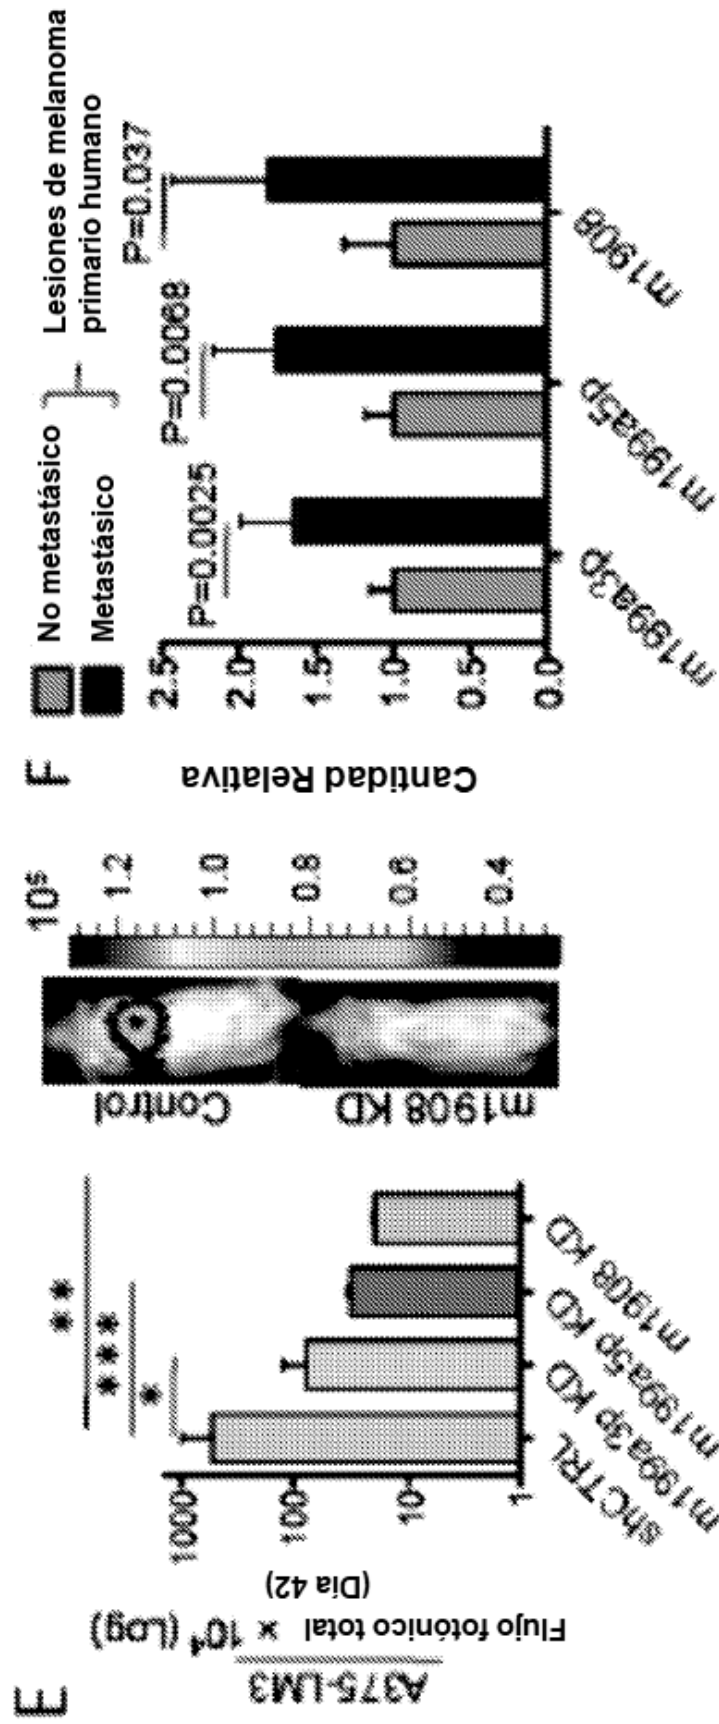 E
A375-LM3
Flujo fotónico total × 10⁴ (Log)
(Día 42)
1000
100
10
1
*
***
**
shCTRL
m199a3p KD
m199a5p KD
m1908 KD
Control
m1908 KD
10⁵
1.2
1.0
0.8
0.6
0.4
F
No metastásico
Metastásico
Lesiones de melanoma
primario humano
Cantidad Relativa
2.5
2.0
1.5
1.0
0.5
0.0
P=0.0025
P=0.0068
P=0.037
m199a3p
m199a5p
m1908